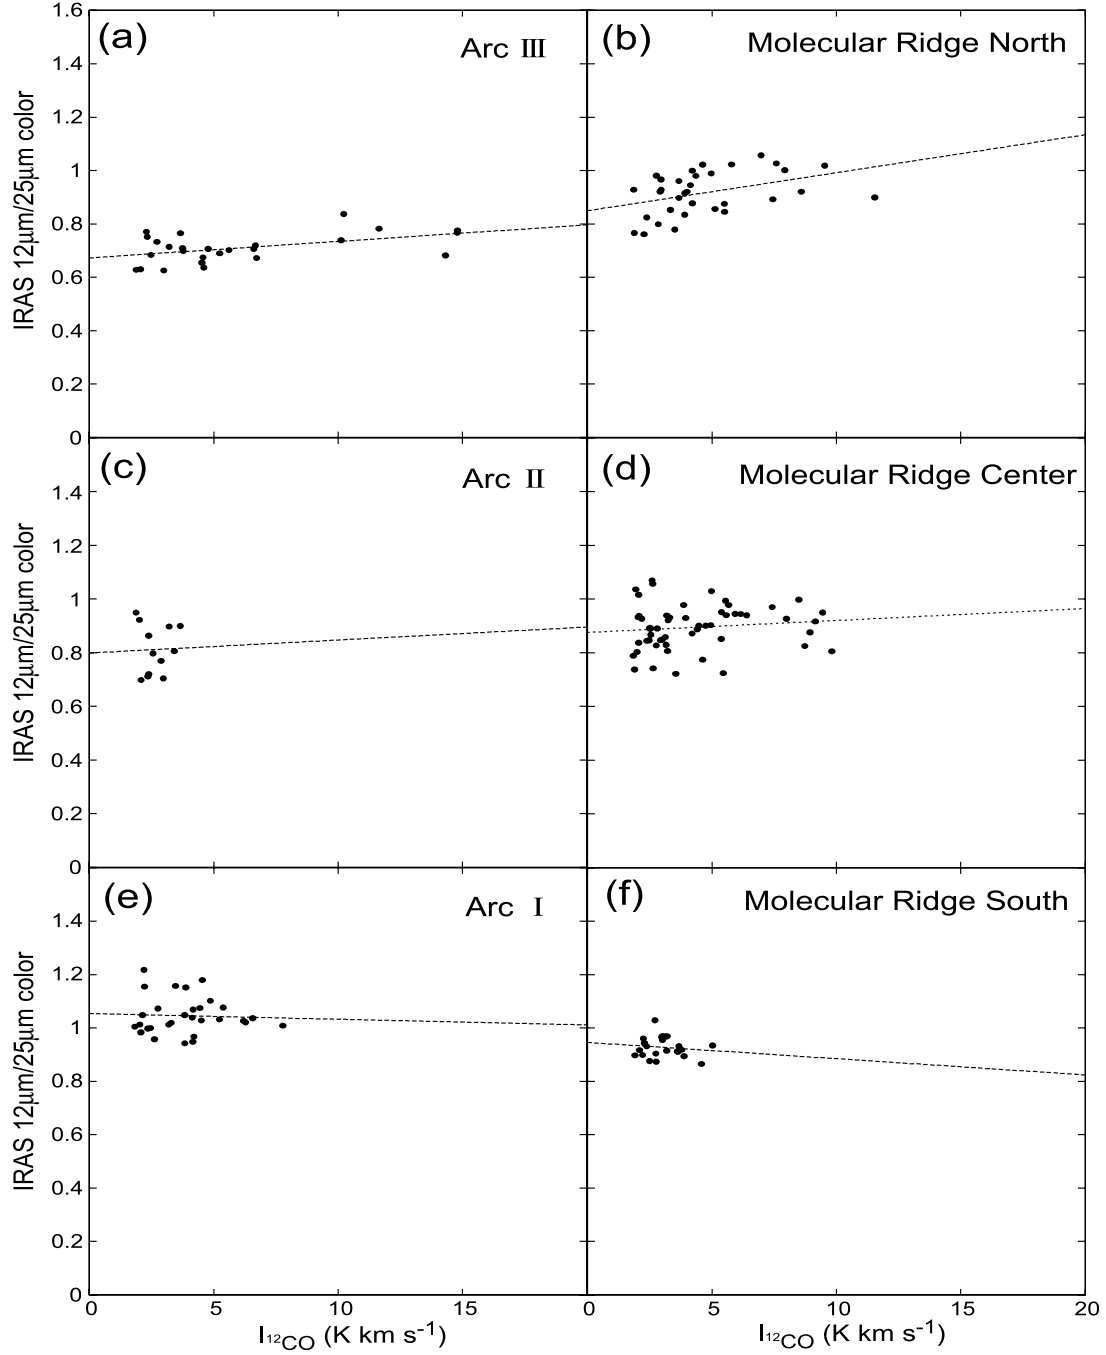 (a)
Arc III
1.6
1.4
1.2
1
0.8
0.6
0.4
0.2
0
IRAS 12μm/25μm color
(b)
Molecular Ridge North
(c)
Arc II
1.4
1.2
1
0.8
0.6
0.4
0.2
0
IRAS 12μm/25μm color
(d)
Molecular Ridge Center
(e)
Arc I
1.4
1.2
1
0.8
0.6
0.4
0.2
0
IRAS 12μm/25μm color
(f)
Molecular Ridge South
0 5 10 15
0 5 10 15 20
I12CO (K km s-1)
I12CO (K km s-1)